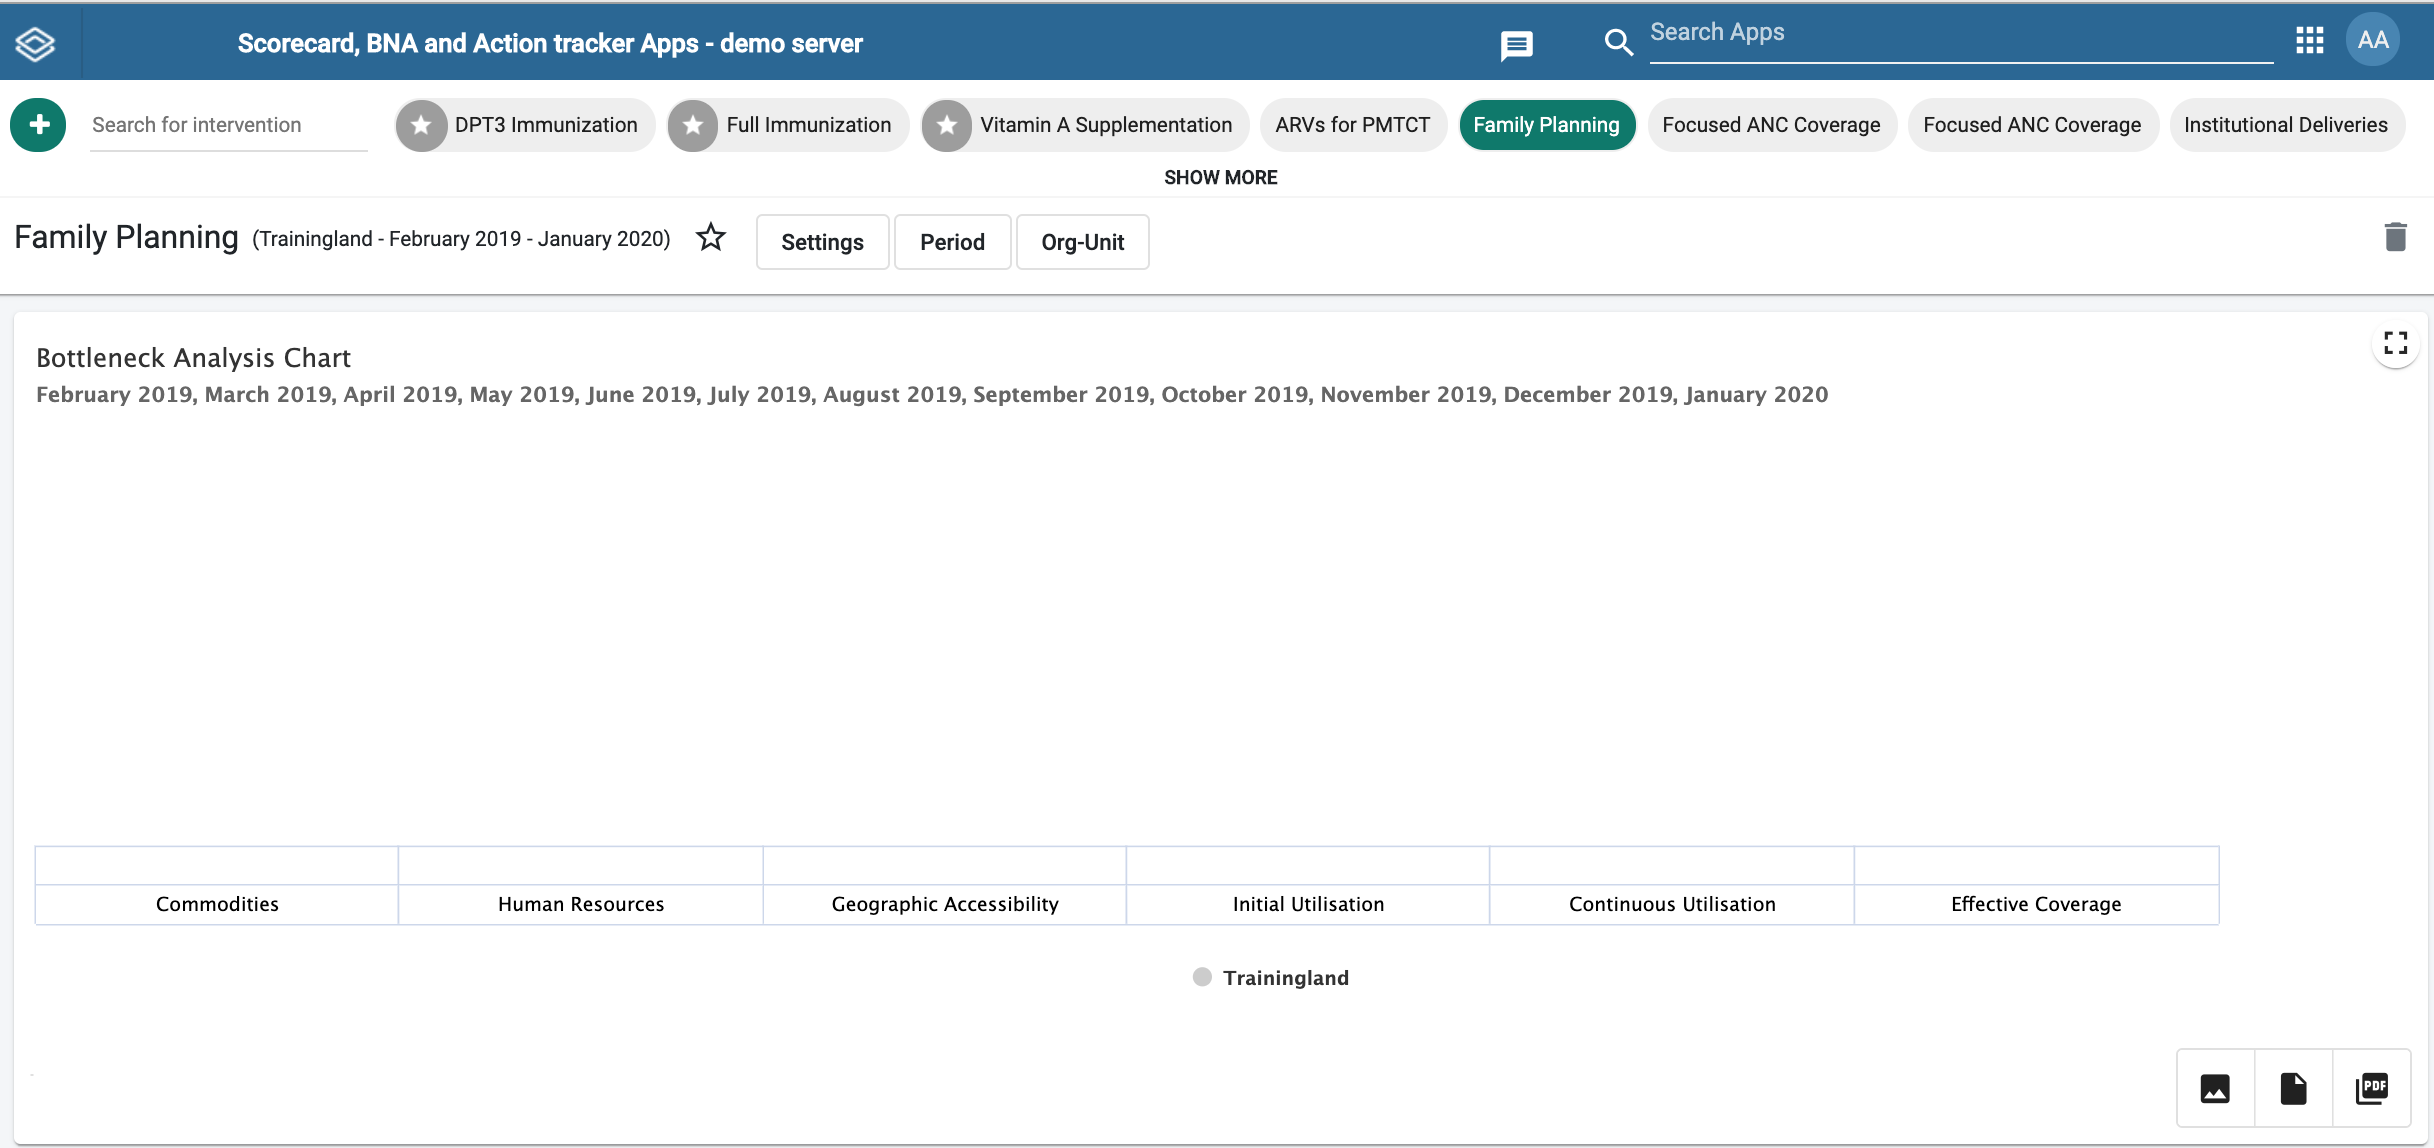 Scorecard, BNA and Action tracker Apps - demo server
Search Apps
AA
Search for intervention
DPT3 Immunization
Full Immunization
Vitamin A Supplementation
ARVs for PMTCT
Family Planning
Focused ANC Coverage
Focused ANC Coverage
Institutional Deliveries
SHOW MORE
Family Planning (Trainingland - February 2019 - January 2020)
Settings
Period
Org-Unit
Bottleneck Analysis Chart
February 2019, March 2019, April 2019, May 2019, June 2019, July 2019, August 2019, September 2019, October 2019, November 2019, December 2019, January 2020
Commodities
Human Resources
Geographic Accessibility
Initial Utilisation
Continuous Utilisation
Effective Coverage
Trainingland
PDF